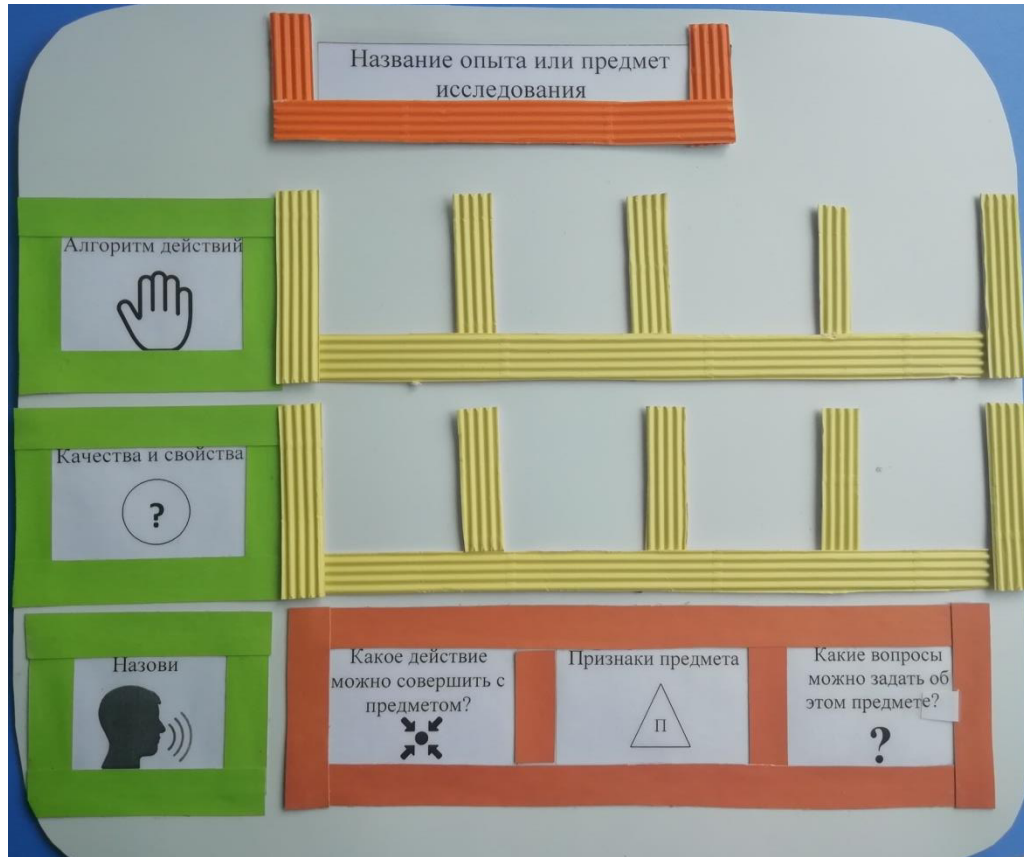 Название опыта или предмет
исследования
Алгоритм действий
Качества и свойства
?
Назови
Какое действие
можно совершить с
предметом?
Признаки предмета
П
Какие вопросы
можно задать об
этом предмете?
?